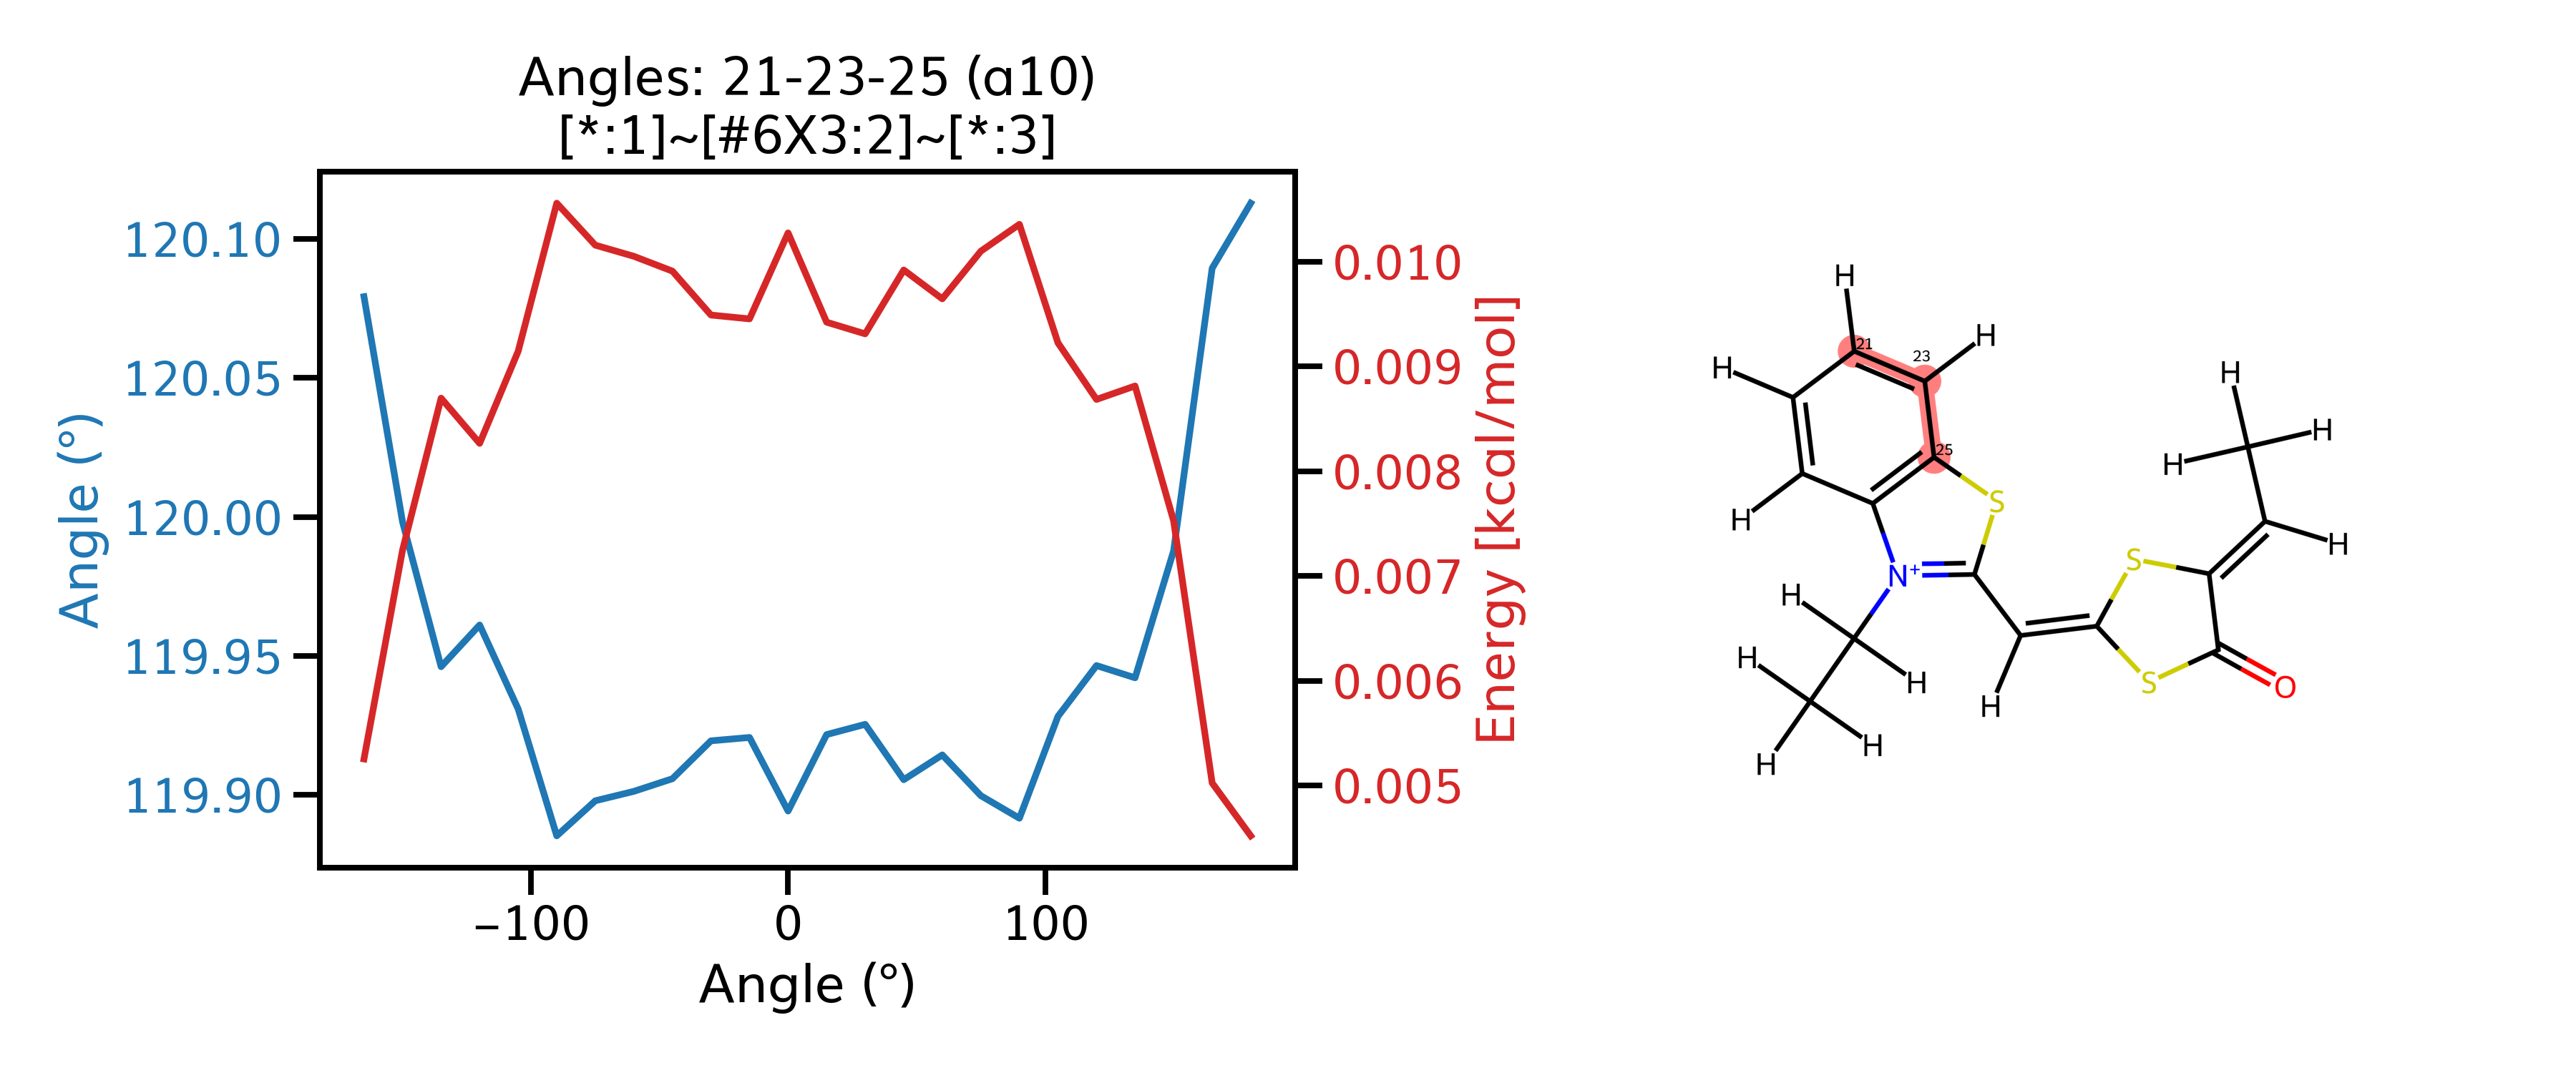 Angles: 21-23-25 (a10)
[*:1]~[#6X3:2]~[*:3]
Angle (°)
120.10
120.05
120.00
119.95
119.90
0.010
0.009
0.008
0.007
0.006
0.005
Energy [kcal/mol]
−100
0
100
Angle (°)
H
H
21
23
H
H
25
H
H
H
S
H
H
S
N+
H
H
H
S
O
H
H
H
H